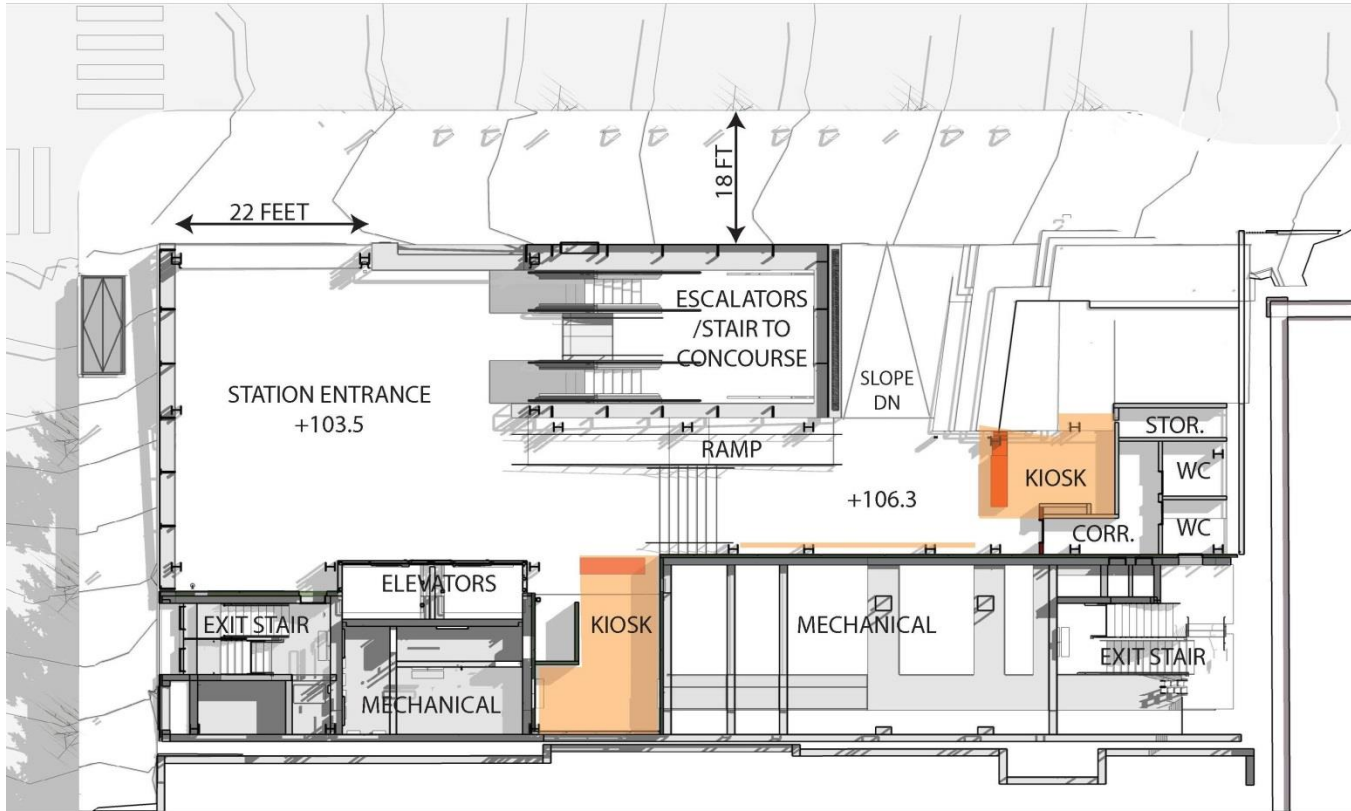 22 FEET
18 FT
STATION ENTRANCE
+103.5
ESCALATORS
/STAIR TO
CONCOURSE
SLOPE
DN
RAMP
+106.3
KIOSK
STOR.
WC
WC
CORR.
ELEVATORS
EXIT STAIR
KIOSK
MECHANICAL
EXIT STAIR
MECHANICAL